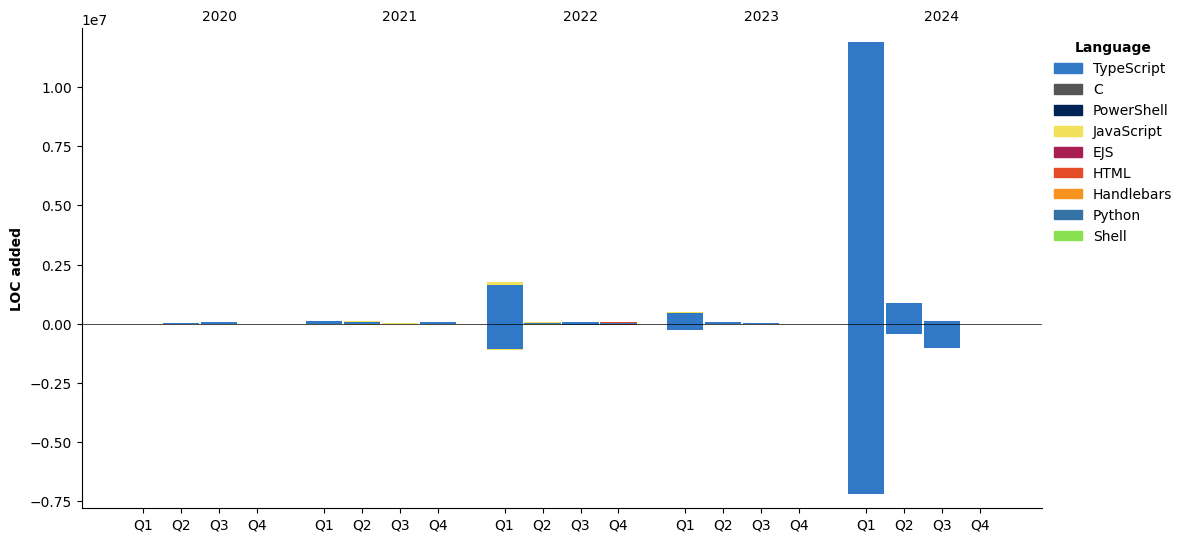 2020 2021 2022 2023 2024
1e7
Language
TypeScript
C
PowerShell
JavaScript
EJS
HTML
Handlebars
Python
Shell
LOC added
1.00
0.75
0.50
0.25
0.00
−0.25
−0.50
−0.75
Q1 Q2 Q3 Q4 Q1 Q2 Q3 Q4 Q1 Q2 Q3 Q4 Q1 Q2 Q3 Q4 Q1 Q2 Q3 Q4